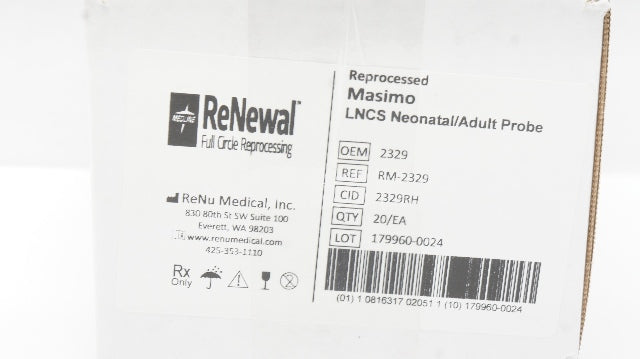 MEDLINE
ReNewal
Full Circle Reprocessing
ReNu Medical, Inc.
830 80th St SW Suite 100
Everett, WA 98203
www.renumedical.com
425-353-1110
Rx
Only
Reprocessed
Masimo
LNCS Neonatal/Adult Probe
OEM 2329
REF RM-2329
CID 2329RH
QTY 20/EA
LOT 179960-0024
(01) 1 0816317 02051 1 (10) 179960-0024